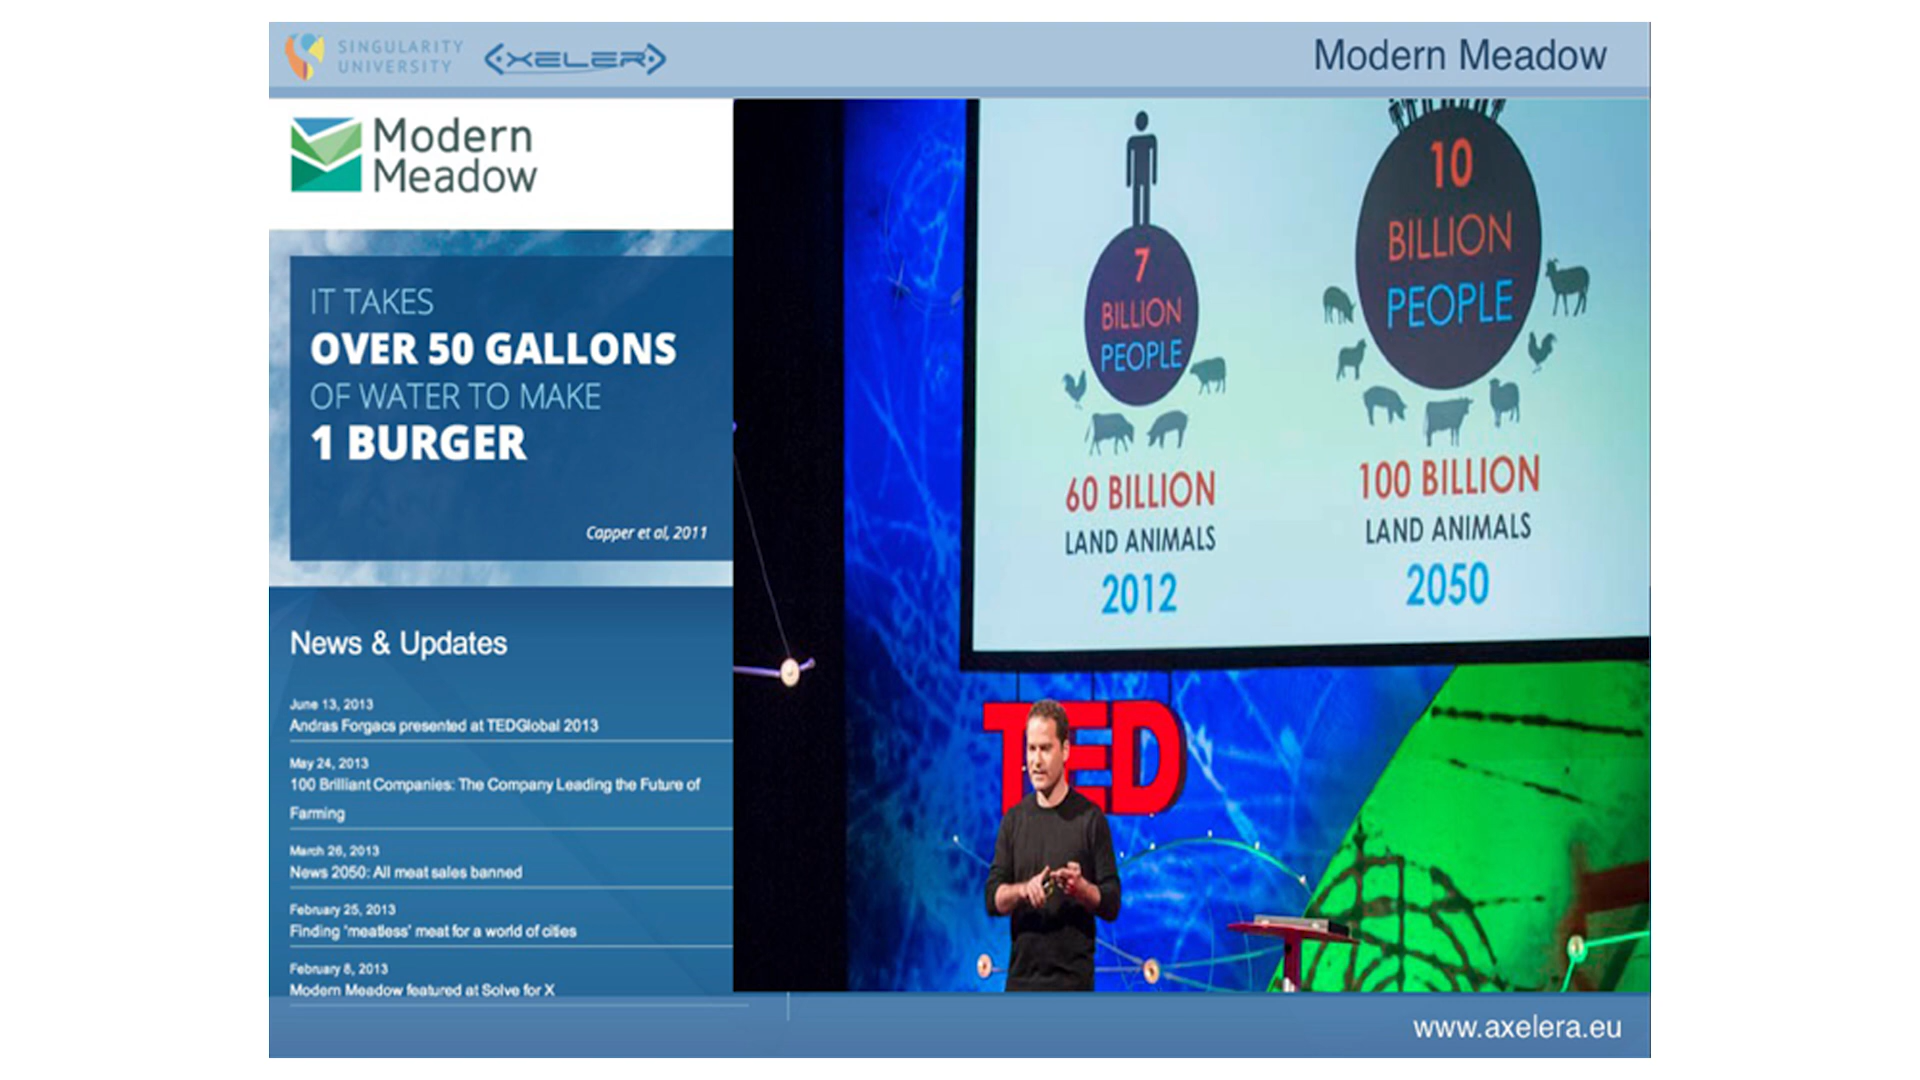 SINGULARITY
UNIVERSITY
AXELERA
Modern Meadow
Modern
Meadow
IT TAKES
OVER 50 GALLONS
OF WATER TO MAKE
1 BURGER
Capper et al, 2011
News & Updates
June 13, 2013
Andras Forgacs presented at TEDGlobal 2013
May 24, 2013
100 Brilliant Companies: The Company Leading the Future of
Farming
March 26, 2013
News 2050: All meat sales banned
February 25, 2013
Finding 'meatless' meat for a world of cities
February 8, 2013
Modern Meadow featured at Solve for X
7
BILLION
PEOPLE
60 BILLION
LAND ANIMALS
2012
10
BILLION
PEOPLE
100 BILLION
LAND ANIMALS
2050
TED
www.axelera.eu